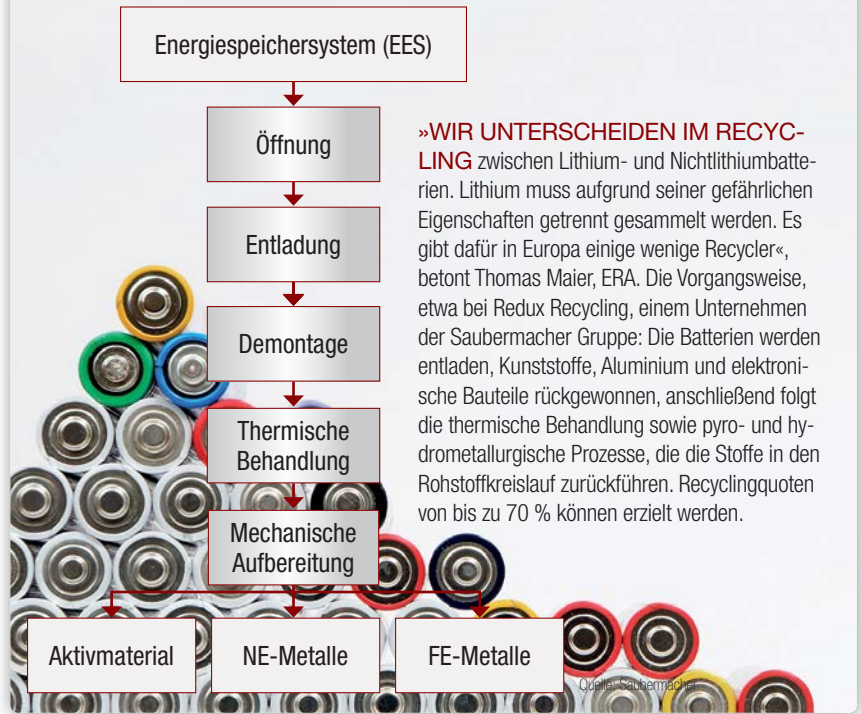 Energiespeichersystem (EES)
Öffnung
Entladung
Demontage
Thermische
Behandlung
Mechanische
Aufbereitung
Aktivmaterial
NE-Metalle
FE-Metalle
»WIR UNTERSCHEIDEN IM RECYC-
LING zwischen Lithium- und Nichtlithiumbatte-
rien. Lithium muss aufgrund seiner gefährlichen
Eigenschaften getrennt gesammelt werden. Es
gibt dafür in Europa einige wenige Recycler«,
betont Thomas Maier, ERA. Die Vorgangsweise,
etwa bei Redux Recycling, einem Unternehmen
der Saubermacher Gruppe: Die Batterien werden
entladen, Kunststoffe, Aluminium und elektroni-
sche Bauteile rückgewonnen, anschließend folgt
die thermische Behandlung sowie pyro- und hy-
drometallurgische Prozesse, die die Stoffe in den
Rohstoffkreislauf zurückführen. Recyclingquoten
von bis zu 70 % können erzielt werden.
Quelle: Saubermacher